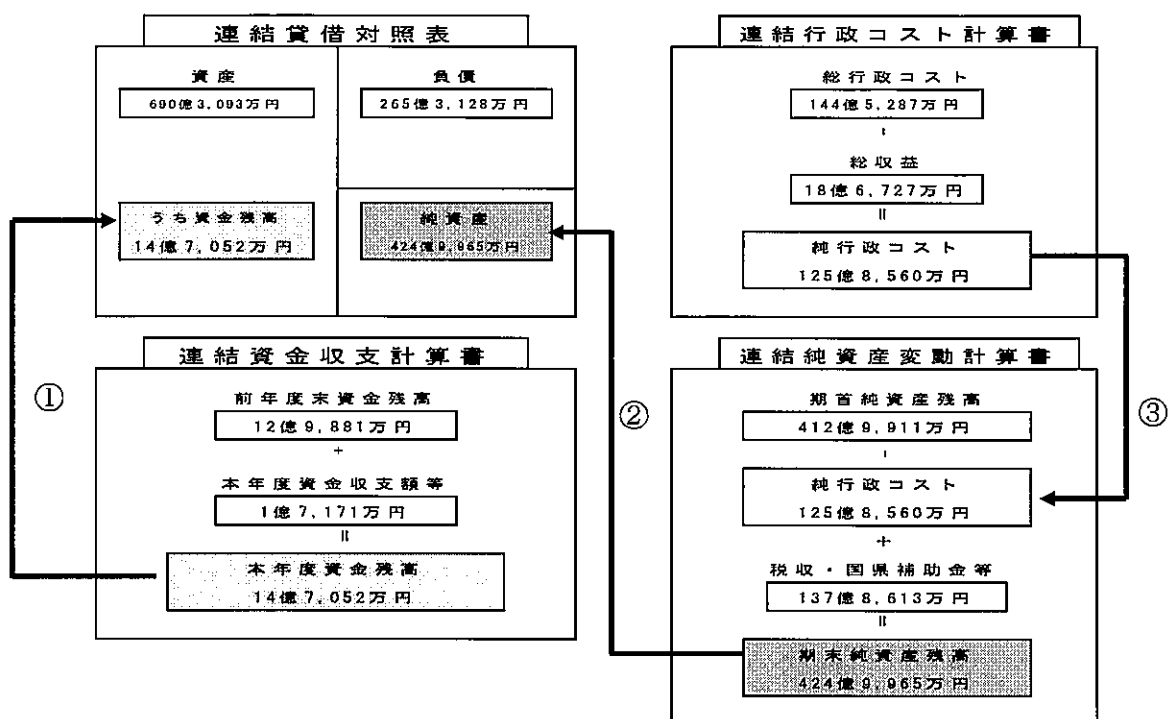 連結貸借対照表
資産
690億3,093万円
負債
265億3,128万円
うち資金残高
14億7,052万円
純資産
424億9,965万円
連結行政コスト計算書
総行政コスト
144億5,287万円
-
総収益
18億6,727万円
=
純行政コスト
125億8,560万円
①
連結資金収支計算書
前年度末資金残高
12億9,881万円
+
本年度資金収支額等
1億7,171万円
=
本年度資金残高
14億7,052万円
②
連結純資産変動計算書
期首純資産残高
412億9,911万円
-
純行政コスト
125億8,560万円
+
税収・国県補助金等
137億8,613万円
=
期末純資産残高
424億9,965万円
③